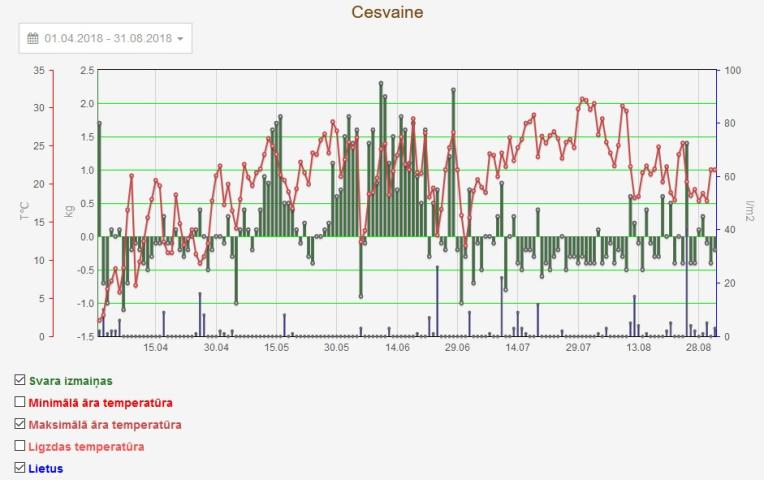 Cesvaine
01.04.2018 - 31.08.2018
35
30
25
20
15
10
5
0
T°C
2.5
2.0
1.5
1.0
0.5
0.0
-0.5
-1.0
-1.5
kg
100
80
60
40
20
0
l/m2
15.04 30.04 15.05 30.05 14.06 29.06 14.07 29.07 13.08 28.08
Svara izmaiņas
Minimālā āra temperatūra
Maksimālā āra temperatūra
Ligzdas temperatūra
Lietus